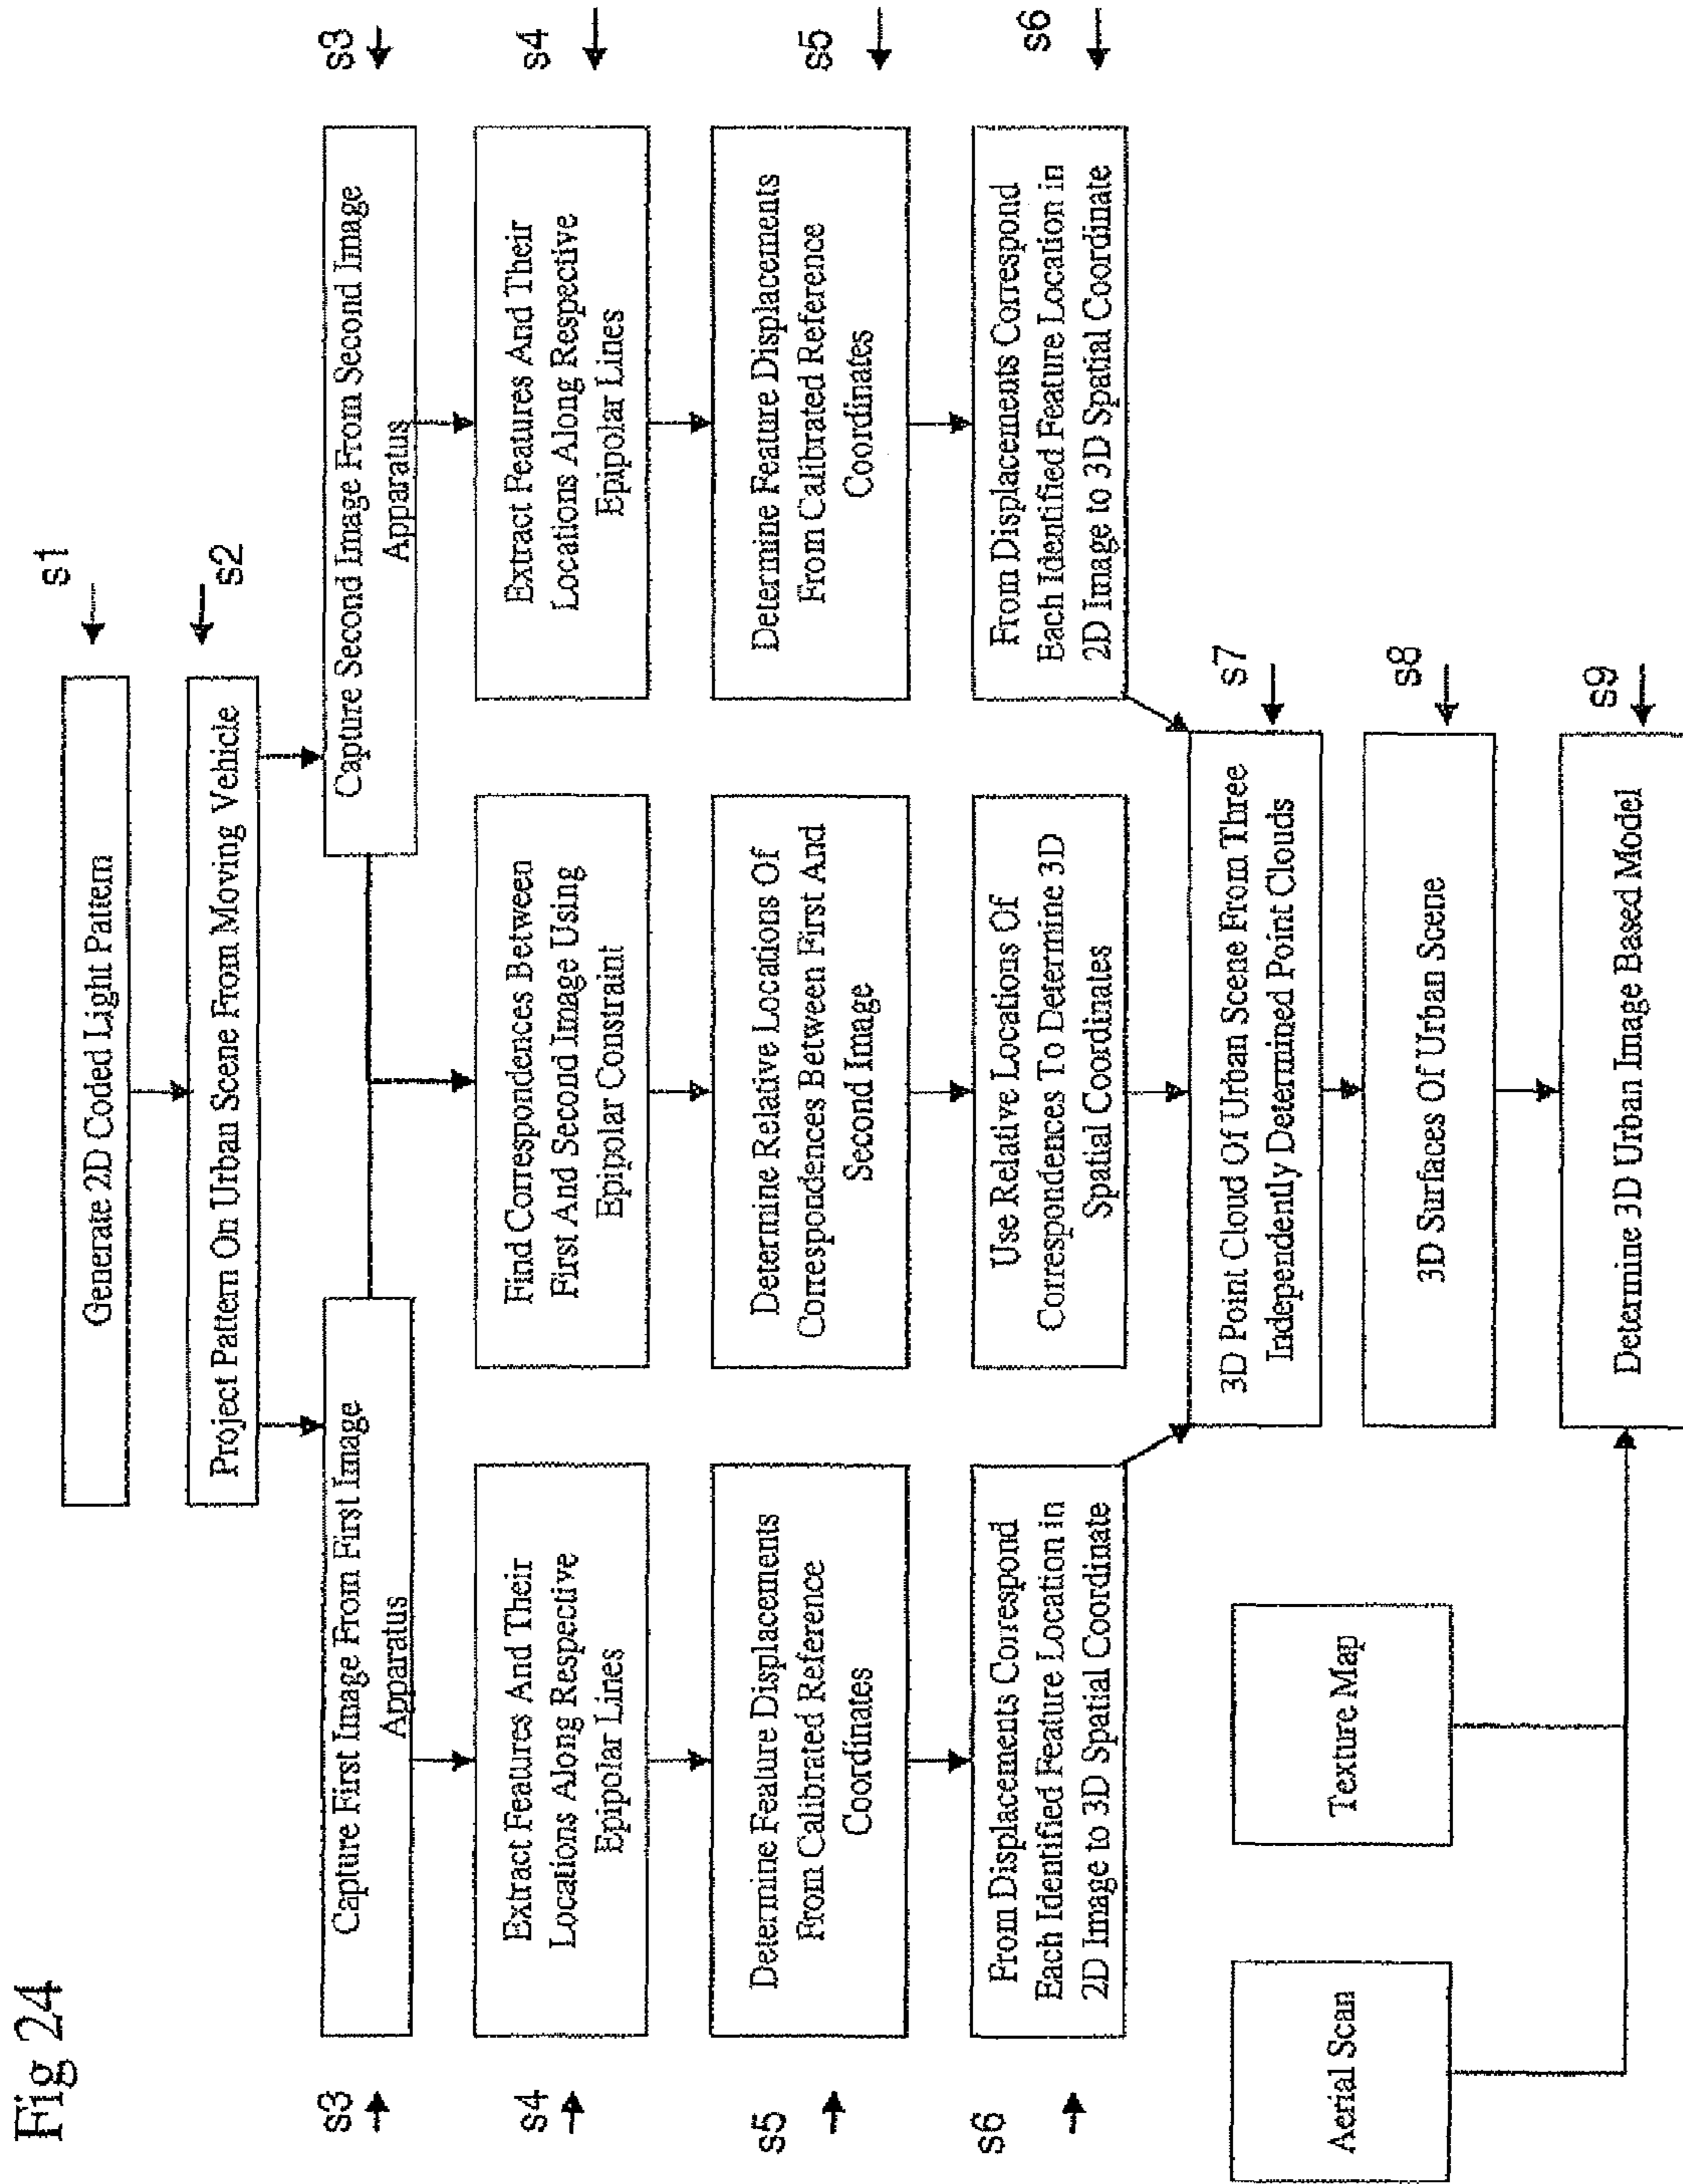 Fig 24
Generate 2D Coded Light Pattern
s1
Project Pattern On Urban Scene From Moving Vehicle
s2
s3
Capture First Image From First Image
Apparatus
Capture Second Image From Second Image
Apparatus
s3
s4
Extract Features And Their
Locations Along Respective
Epipolar Lines
Find Correspondences Between
First And Second Image Using
Epipolar Constraint
Extract Features And Their
Locations Along Respective
Epipolar Lines
s4
s5
Determine Feature Displacements
From Calibrated Reference
Coordinates
Determine Relative Locations Of
Correspondences Between First And
Second Image
Determine Feature Displacements
From Calibrated Reference
Coordinates
s5
s6
From Displacements Correspond
Each Identified Feature Location in
2D Image to 3D Spatial Coordinate
Use Relative Locations Of
Correspondences To Determine 3D
Spatial Coordinates
From Displacements Correspond
Each Identified Feature Location in
2D Image to 3D Spatial Coordinate
s6
3D Point Cloud Of Urban Scene From Three
Independently Determined Point Clouds
s7
Aerial Scan
Texture Map
3D Surfaces Of Urban Scene
s8
Determine 3D Urban Image Based Model
s9